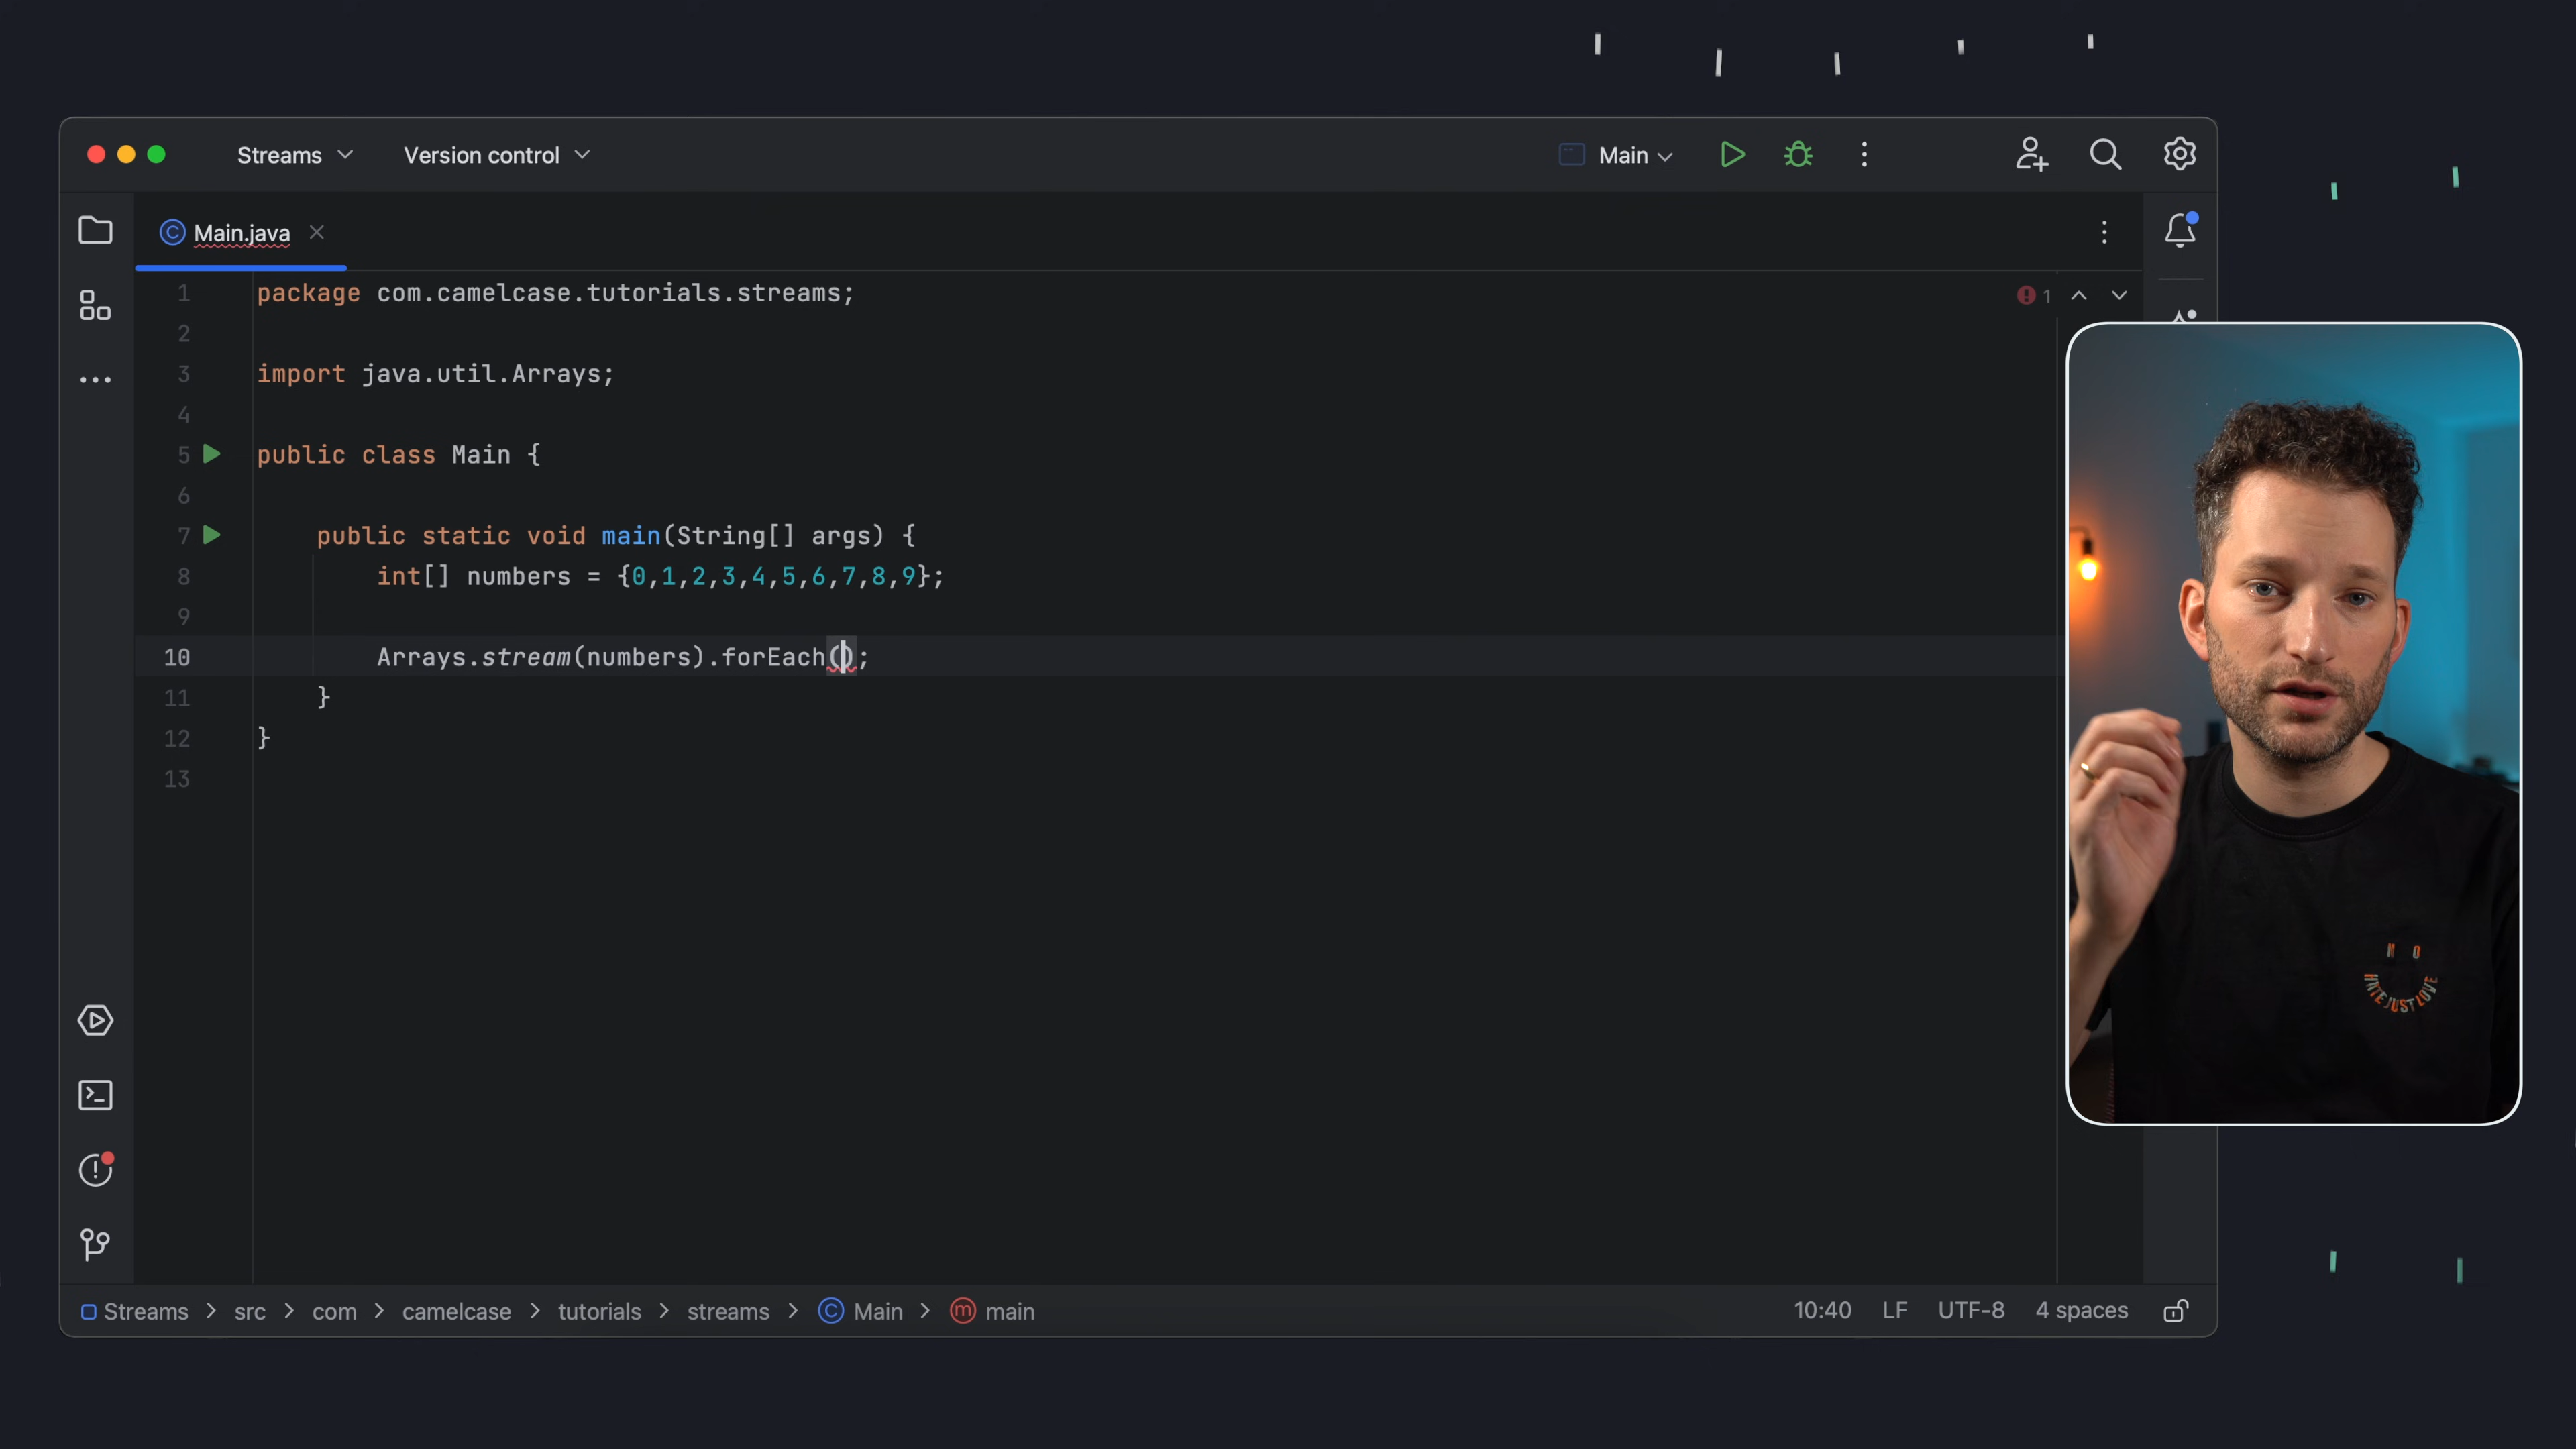 Streams Version control Main
Main.java
1 package com.camelcase.tutorials.streams; 1
2
3 import java.util.Arrays;
4
5 public class Main {
6
7 public static void main(String[] args) {
8 int[] numbers = {0,1,2,3,4,5,6,7,8,9};
9
10 Arrays.stream(numbers).forEach();
11 }
12 }
13
N O
HATE JUST LOVE
Streams > src > com > camelcase > tutorials > streams > Main > main 10:40 LF UTF-8 4 spaces